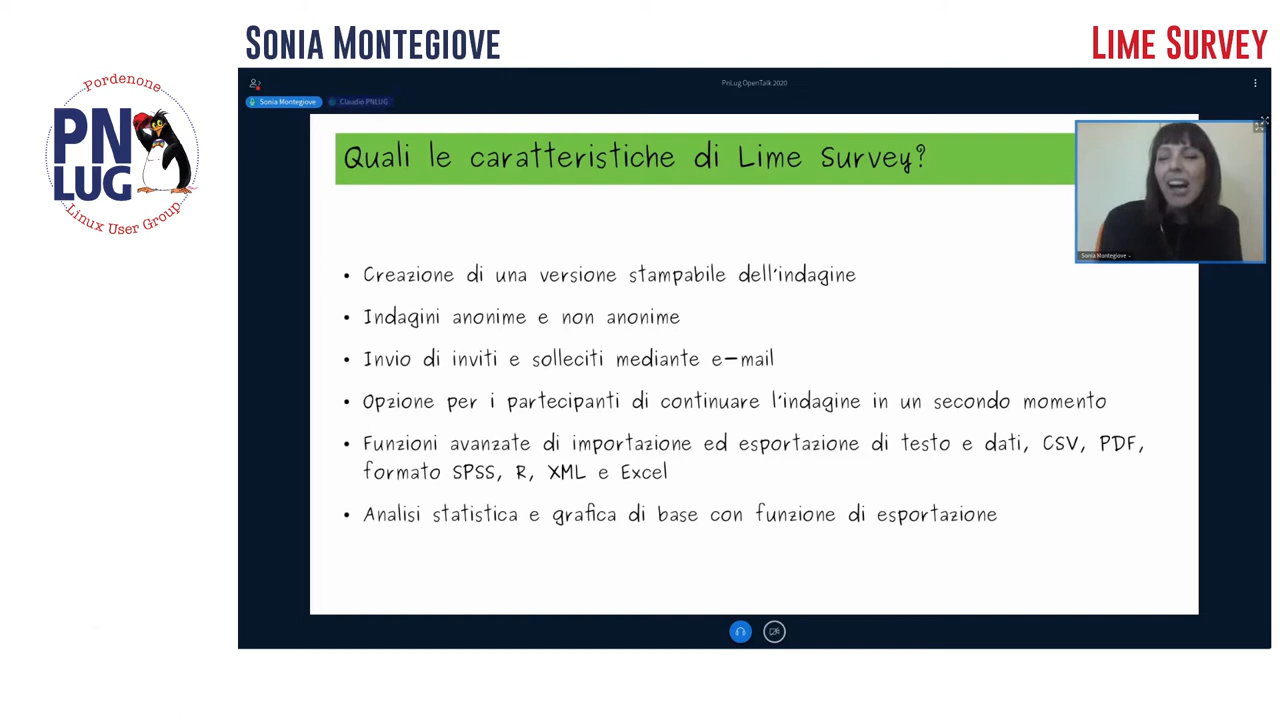 SONIA MONTEGIOVE
LIME SURVEY
Pordenone
PN
LUG
Linux User Group
PnLug OpenTalk 2020
Sonia Montegiove
Claudio PNLUG
Quali le caratteristiche di Lime Survey?
Sonia Montegiove
• Creazione di una versione stampabile dell'indagine
• Indagini anonime e non anonime
• Invio di inviti e solleciti mediante e-mail
• Opzione per i partecipanti di continuare l'indagine in un secondo momento
• Funzioni avanzate di importazione ed esportazione di testo e dati, CSV, PDF,
formato SPSS, R, XML e Excel
• Analisi statistica e grafica di base con funzione di esportazione